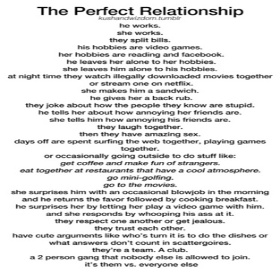 The Perfect Relationship
kushandwizdom.tumblr
he works.
she works.
they split bills.
his hobbies are video games.
her hobbies are reading and facebook.
he leaves her alone to her hobbies.
she leaves him alone to his hobbies.
at night time they watch illegally downloaded movies together
or stream one on netflix.
she makes him a sandwich.
he gives her a back rub.
they joke about how the people they know are stupid.
he tells her about how annoying her friends are.
she tells him how annoying his friends are.
they laugh together.
then they have amazing sex.
days off are spent surfing the web together, playing games
together.
or occasionally going outside to do stuff like:
get coffee and make fun of strangers.
eat together at restaurants that have a cool atmosphere.
go mini-golfing.
go to the movies.
she surprises him with an occasional blowjob in the morning
and he returns the favor followed by cooking breakfast.
he surprises her by letting her play a video game with him.
and she responds by whooping his ass at it.
they respect one another or get jealous.
they trust each other.
have cute arguments like who's turn it is to do the dishes or
what answers don't count in scattergoires.
they're a team. A club.
a 2 person gang that nobody else is allowed to join.
it's them vs. everyone else